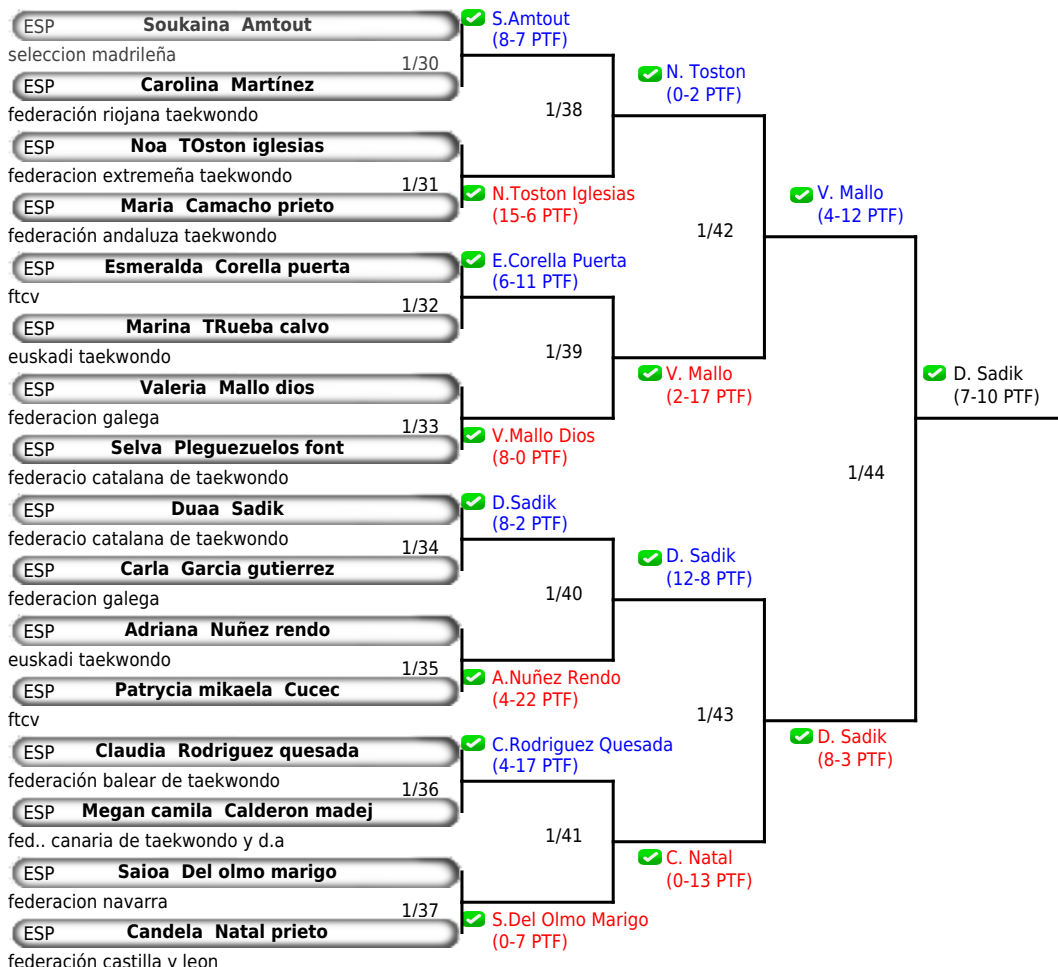 ESP Soukaina Amtout
seleccion madrileña
1/30
ESP Carolina Martínez
federación riojana taekwondo
ESP Noa TOston iglesias
federacion extremeña taekwondo
1/31
ESP Maria Camacho prieto
federación andaluza taekwondo
ESP Esmeralda Corella puerta
ftcv
1/32
ESP Marina TRueba calvo
euskadi taekwondo
ESP Valeria Mallo dios
federacion galega
1/33
ESP Selva Pleguezuelos font
federacio catalana de taekwondo
ESP Duaa Sadik
federacio catalana de taekwondo
1/34
ESP Carla Garcia gutierrez
federacion galega
ESP Adriana Nuñez rendo
euskadi taekwondo
1/35
ESP Patrycia mikaela Cucec
ftcv
ESP Claudia Rodriguez quesada
federación balear de taekwondo
1/36
ESP Megan camila Calderon madej
fed.. canaria de taekwondo y d.a
ESP Saioa Del olmo marigo
federacion navarra
1/37
ESP Candela Natal prieto
federación castilla y leon
S.Amtout
(8-7 PTF)
1/38
N.Toston Iglesias
(15-6 PTF)
E.Corella Puerta
(6-11 PTF)
1/39
V.Mallo Dios
(8-0 PTF)
D.Sadik
(8-2 PTF)
1/40
A.Nuñez Rendo
(4-22 PTF)
C.Rodriguez Quesada
(4-17 PTF)
1/41
S.Del Olmo Marigo
(0-7 PTF)
N. Toston
(0-2 PTF)
1/42
V. Mallo
(2-17 PTF)
D. Sadik
(12-8 PTF)
1/43
C. Natal
(0-13 PTF)
V. Mallo
(4-12 PTF)
1/44
D. Sadik
(8-3 PTF)
D. Sadik
(7-10 PTF)